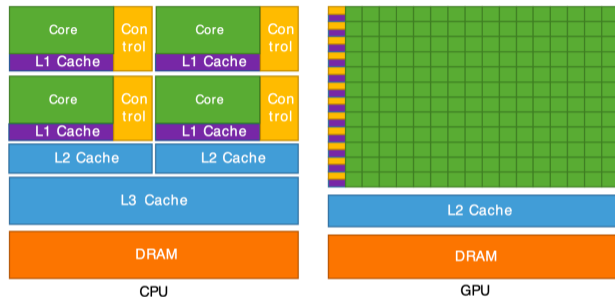 Core
Con
trol
L1 Cache
Core
Con
trol
L1 Cache
Core
Con
trol
L1 Cache
Core
Con
trol
L1 Cache
L2 Cache
L2 Cache
L3 Cache
DRAM
CPU
L2 Cache
DRAM
GPU